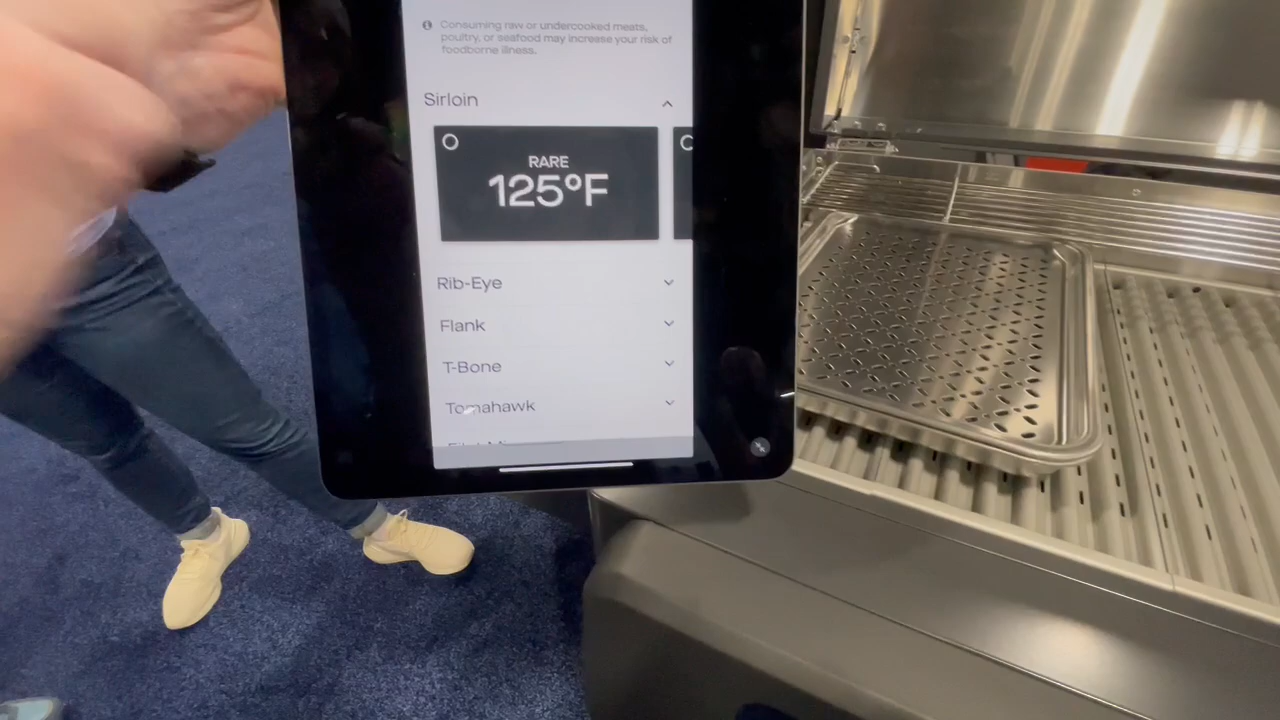 Consuming raw or undercooked meats,
poultry, or seafood may increase your risk of
foodborne illness.
Sirloin
RARE
125°F
Rib-Eye
Flank
T-Bone
Tomahawk